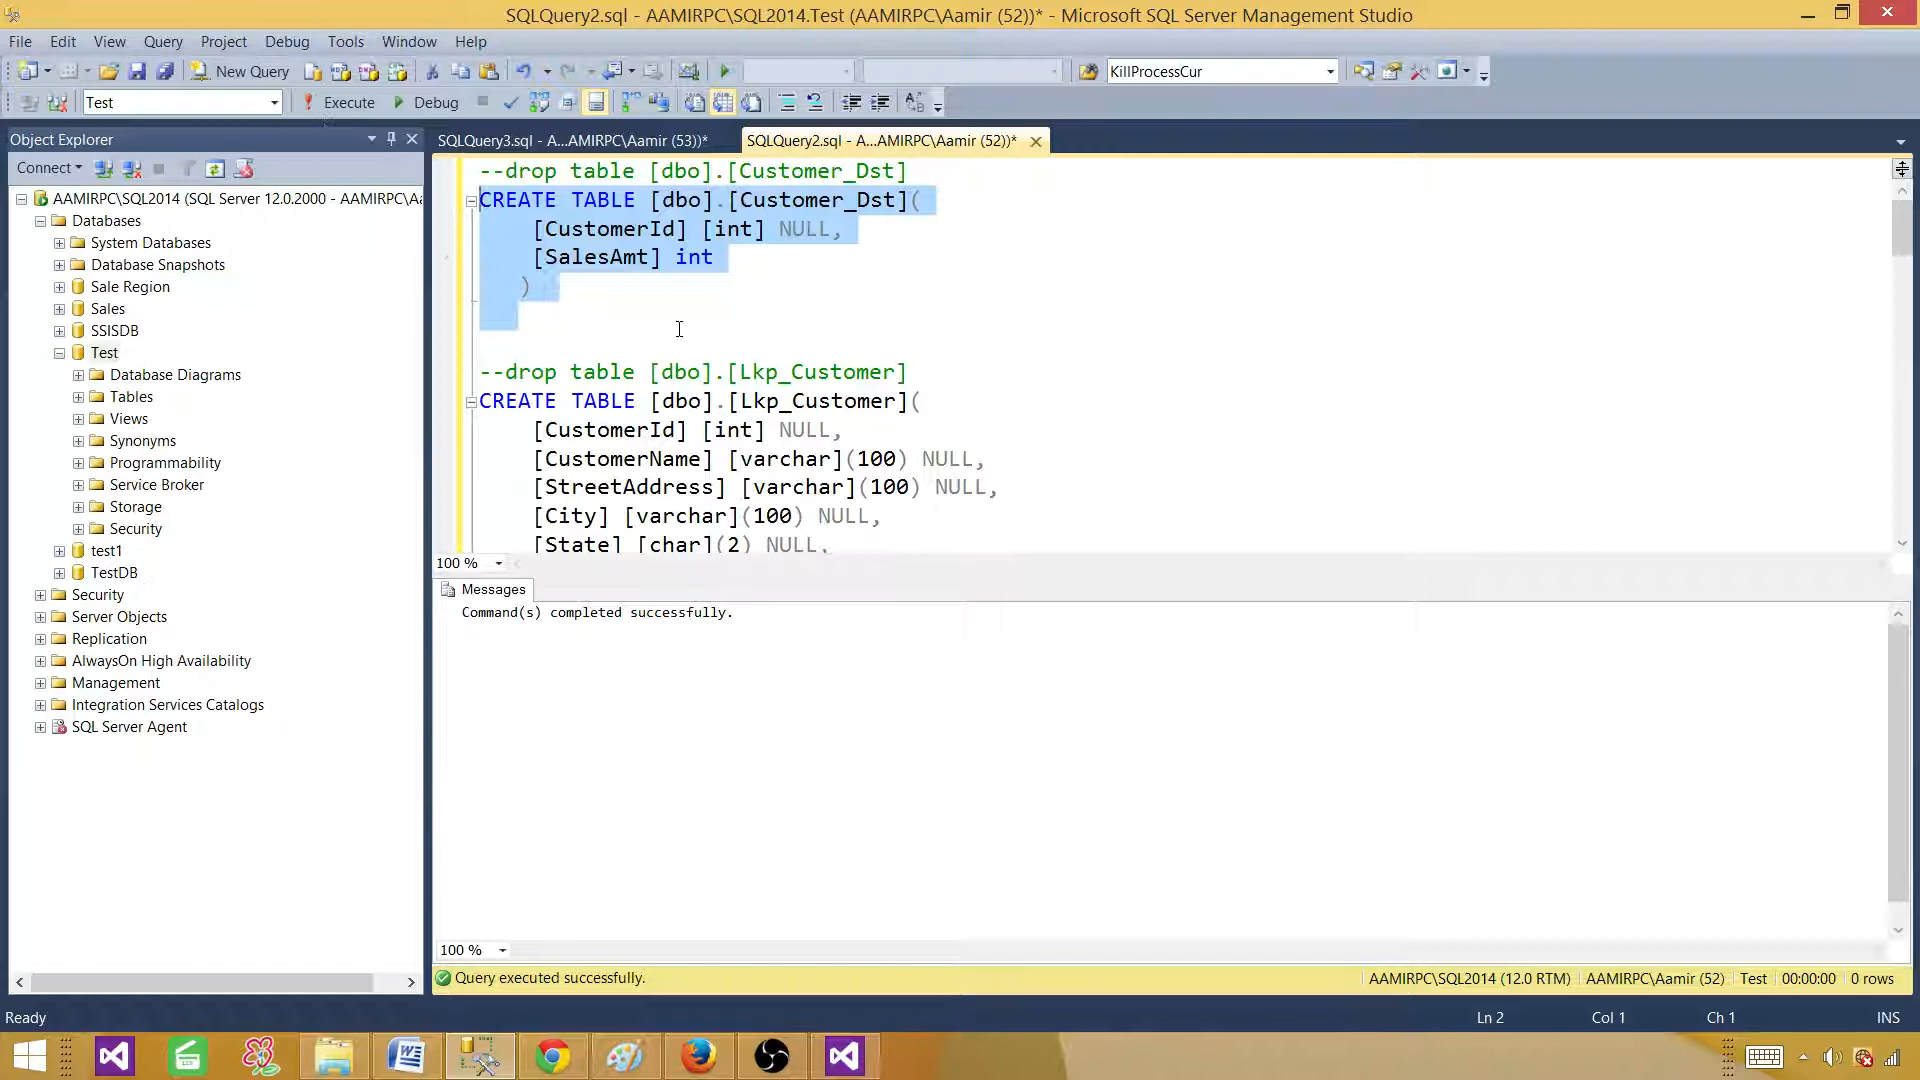 SQLQuery2.sql - AAMIRPC\SQL2014.Test (AAMIRPC\Aamir (52))* - Microsoft SQL Server Management Studio
File Edit View Query Project Debug Tools Window Help
New Query KillProcessCur
Test Execute Debug
Object Explorer
Connect
AAMIRPC\SQL2014 (SQL Server 12.0.2000 - AAMIRPC\Aa
Databases
System Databases
Database Snapshots
Sale Region
Sales
SSISDB
Test
Database Diagrams
Tables
Views
Synonyms
Programmability
Service Broker
Storage
Security
test1
TestDB
Security
Server Objects
Replication
AlwaysOn High Availability
Management
Integration Services Catalogs
SQL Server Agent
SQLQuery3.sql - A...AMIRPC\Aamir (53))* SQLQuery2.sql - A...AMIRPC\Aamir (52))*
--drop table [dbo].[Customer_Dst]
CREATE TABLE [dbo].[Customer_Dst](
[CustomerId] [int] NULL,
[SalesAmt] int
)
--drop table [dbo].[Lkp_Customer]
CREATE TABLE [dbo].[Lkp_Customer](
[CustomerId] [int] NULL,
[CustomerName] [varchar](100) NULL,
[StreetAddress] [varchar](100) NULL,
[City] [varchar](100) NULL,
[State] [char](2) NULL,
100 %
Messages
Command(s) completed successfully.
100 %
Query executed successfully. AAMIRPC\SQL2014 (12.0 RTM) AAMIRPC\Aamir (52) Test 00:00:00 0 rows
Ready Ln 2 Col 1 Ch 1 INS